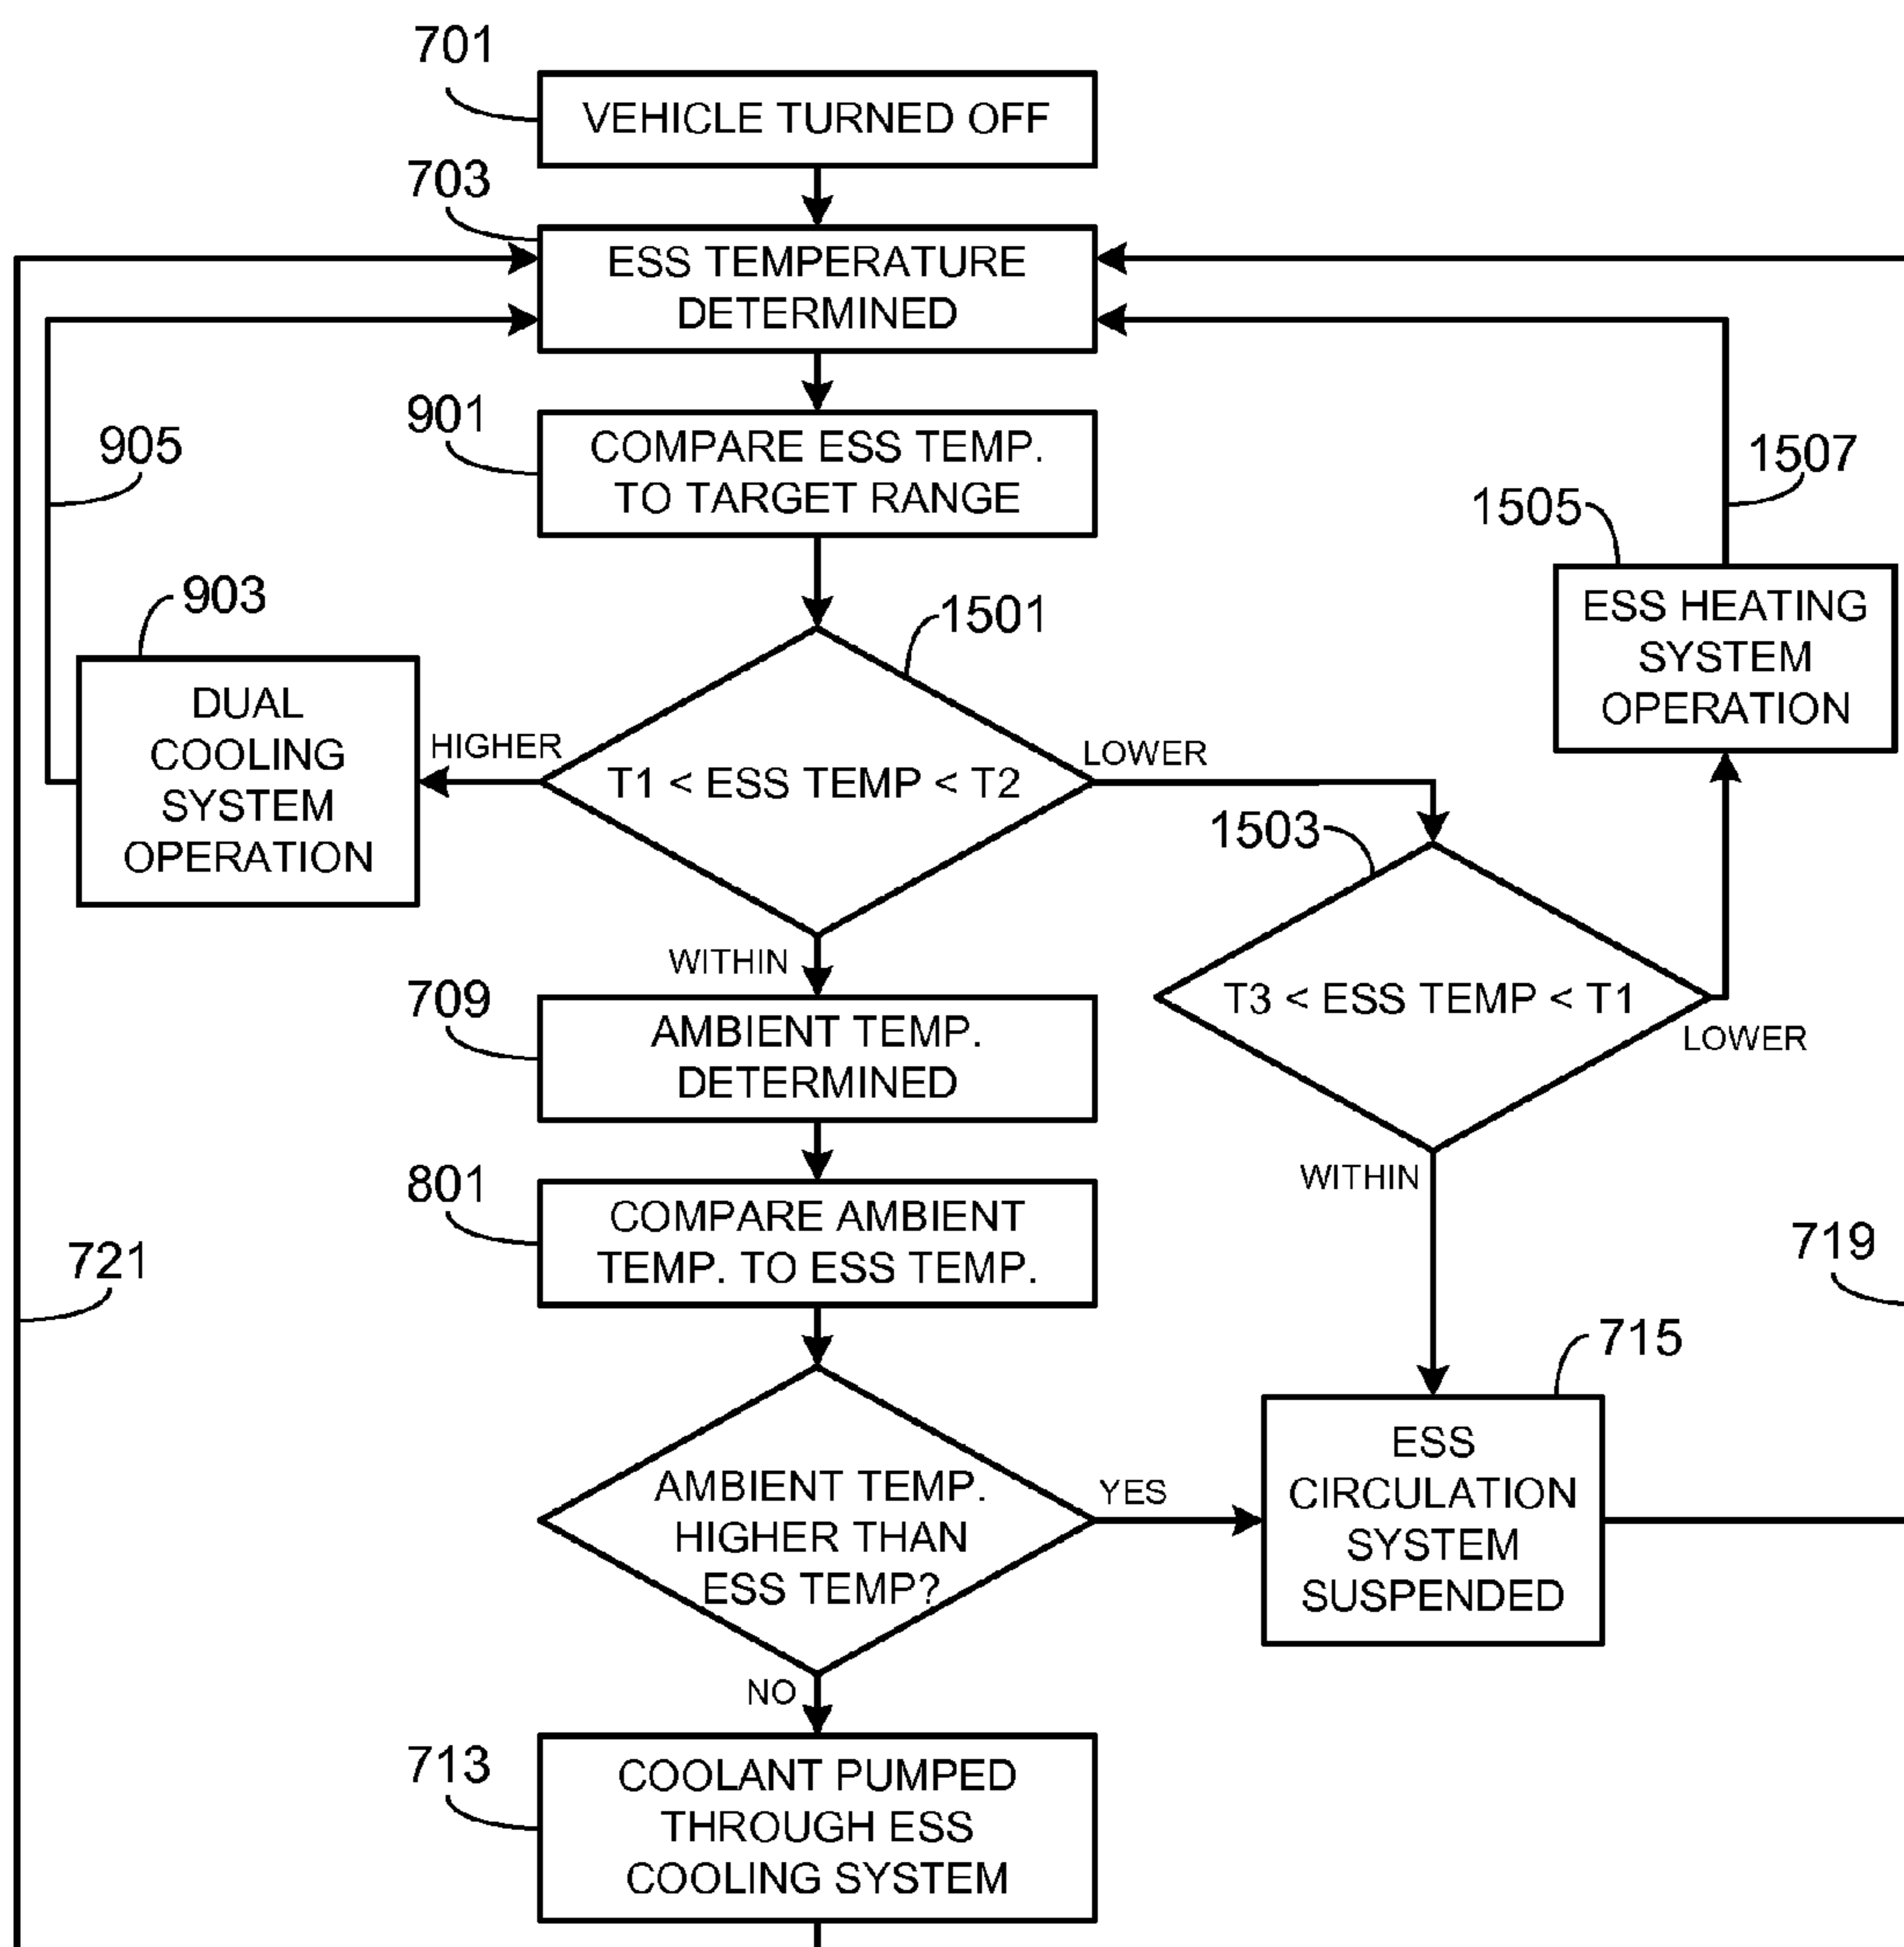 701
VEHICLE TURNED OFF
703
ESS TEMPERATURE
DETERMINED
901
COMPARE ESS TEMP.
TO TARGET RANGE
905
1507
1505
ESS HEATING
SYSTEM
OPERATION
903
DUAL
COOLING
SYSTEM
OPERATION
1501
HIGHER
T1 < ESS TEMP < T2
LOWER
1503
T3 < ESS TEMP < T1
LOWER
WITHIN
WITHIN
709
AMBIENT TEMP.
DETERMINED
801
COMPARE AMBIENT
TEMP. TO ESS TEMP.
721
719
715
ESS
CIRCULATION
SYSTEM
SUSPENDED
AMBIENT TEMP.
HIGHER THAN
ESS TEMP?
YES
NO
713
COOLANT PUMPED
THROUGH ESS
COOLING SYSTEM